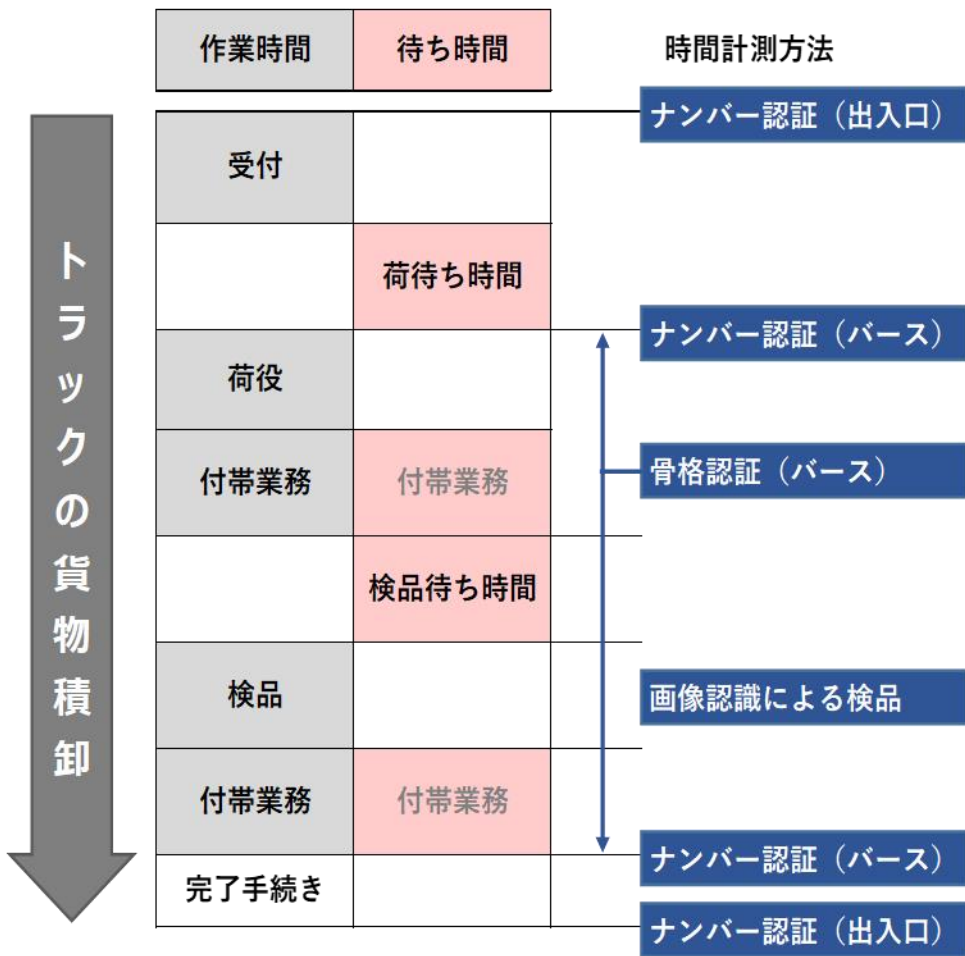 作業時間 待ち時間 時間計測方法
ナンバー認証（出入口）
受付
荷待ち時間
ナンバー認証（バース）
荷役
付帯業務 付帯業務 骨格認証（バース）
検品待ち時間
検品 画像認識による検品
付帯業務 付帯業務
ナンバー認証（バース）
完了手続き
ナンバー認証（出入口）
トラックの貨物積卸